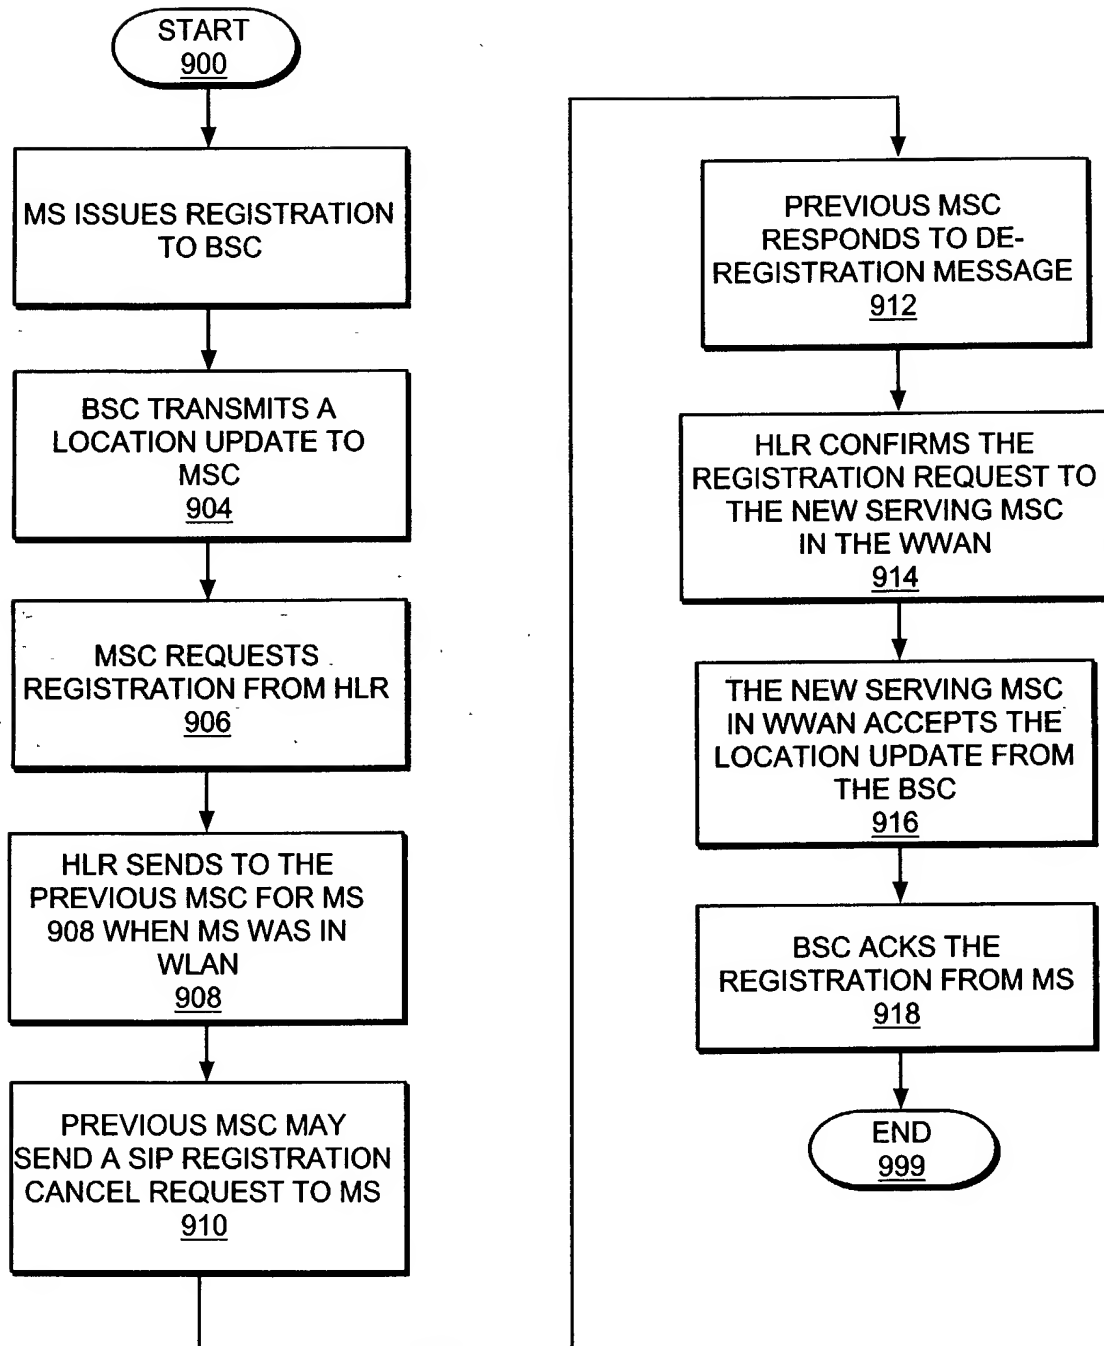 START
900
MS ISSUES REGISTRATION
TO BSC
BSC TRANSMITS A
LOCATION UPDATE TO
MSC
904
MSC REQUESTS
REGISTRATION FROM HLR
906
HLR SENDS TO THE
PREVIOUS MSC FOR MS
908 WHEN MS WAS IN
WLAN
908
PREVIOUS MSC MAY
SEND A SIP REGISTRATION
CANCEL REQUEST TO MS
910
PREVIOUS MSC
RESPONDS TO DE-
REGISTRATION MESSAGE
912
HLR CONFIRMS THE
REGISTRATION REQUEST TO
THE NEW SERVING MSC
IN THE WWAN
914
THE NEW SERVING MSC
IN WWAN ACCEPTS THE
LOCATION UPDATE FROM
THE BSC
916
BSC ACKS THE
REGISTRATION FROM MS
918
END
999